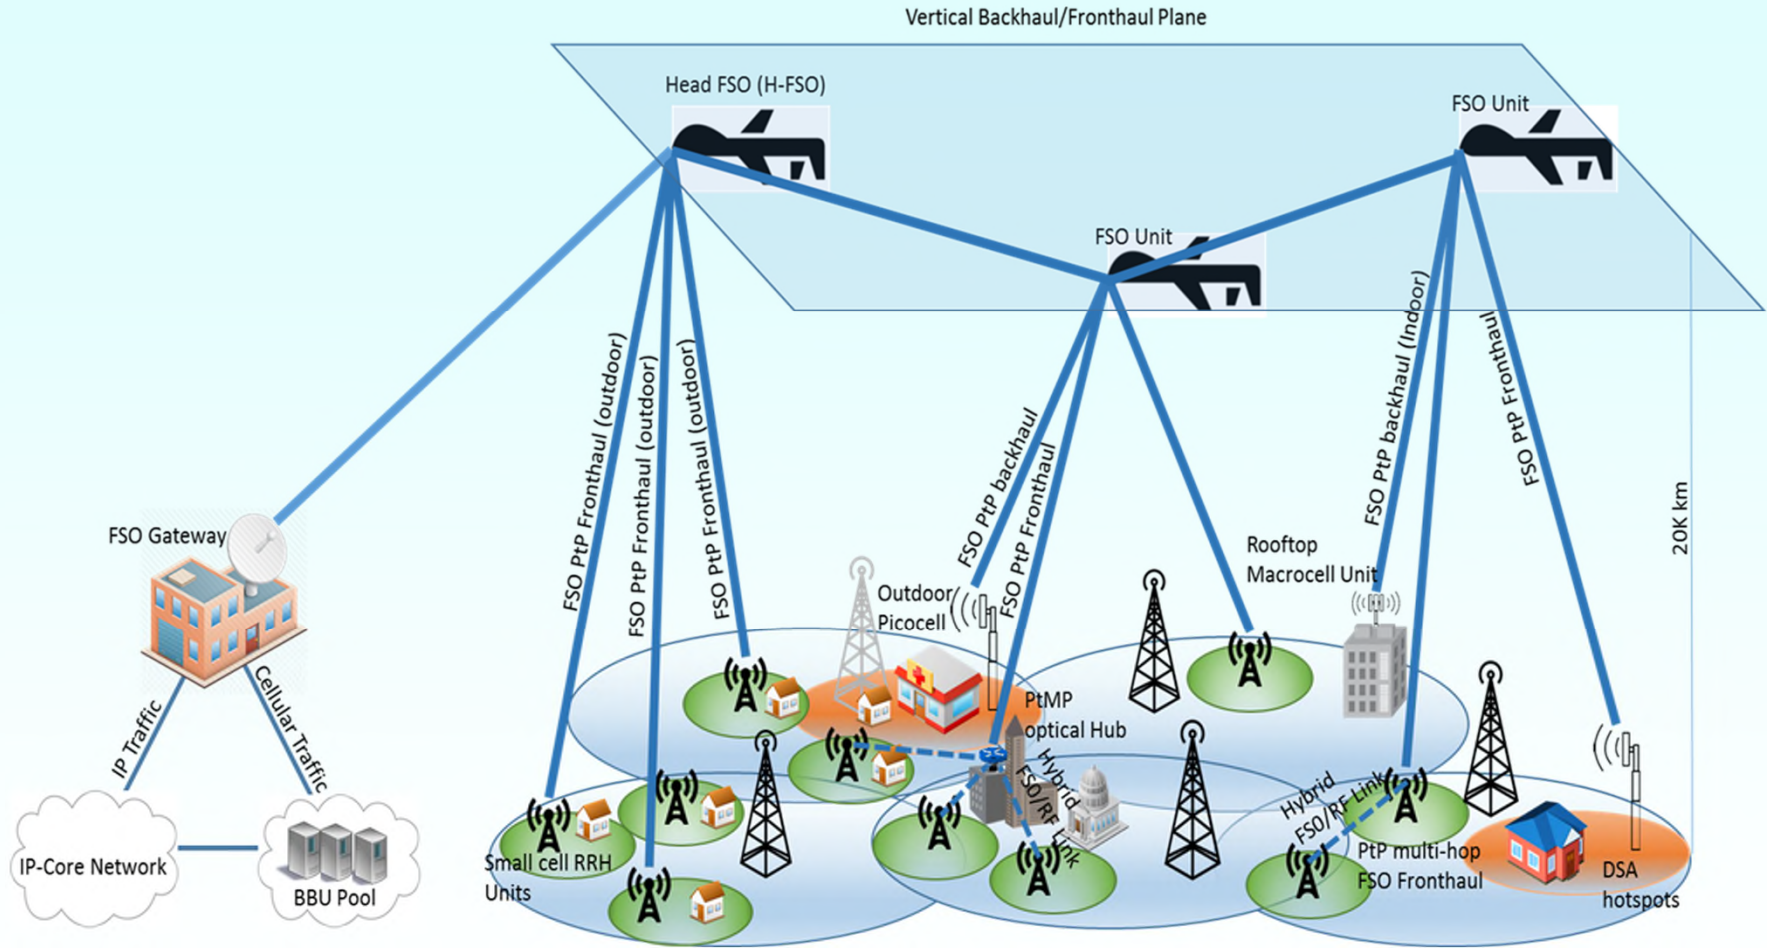 Vertical Backhaul/Fronthaul Plane
Head FSO (H-FSO)
FSO Unit
FSO Unit
FSO PtP Fronthaul (outdoor)
FSO PtP Fronthaul (outdoor)
FSO PtP Fronthaul (outdoor)
FSO PtP backhaul
FSO PtP Fronthaul
FSO PtP backhaul (Indoor)
FSO PtP Fronthaul
20K km
FSO Gateway
Rooftop
Macrocell Unit
Outdoor
Picocell
PtMP
optical Hub
IP Traffic
Cellular Traffic
Hybrid
FSO/RF Link
Hybrid
FSO/RF Link
IP-Core Network
BBU Pool
Small cell RRH
Units
PtP multi-hop
FSO Fronthaul
DSA
hotspots